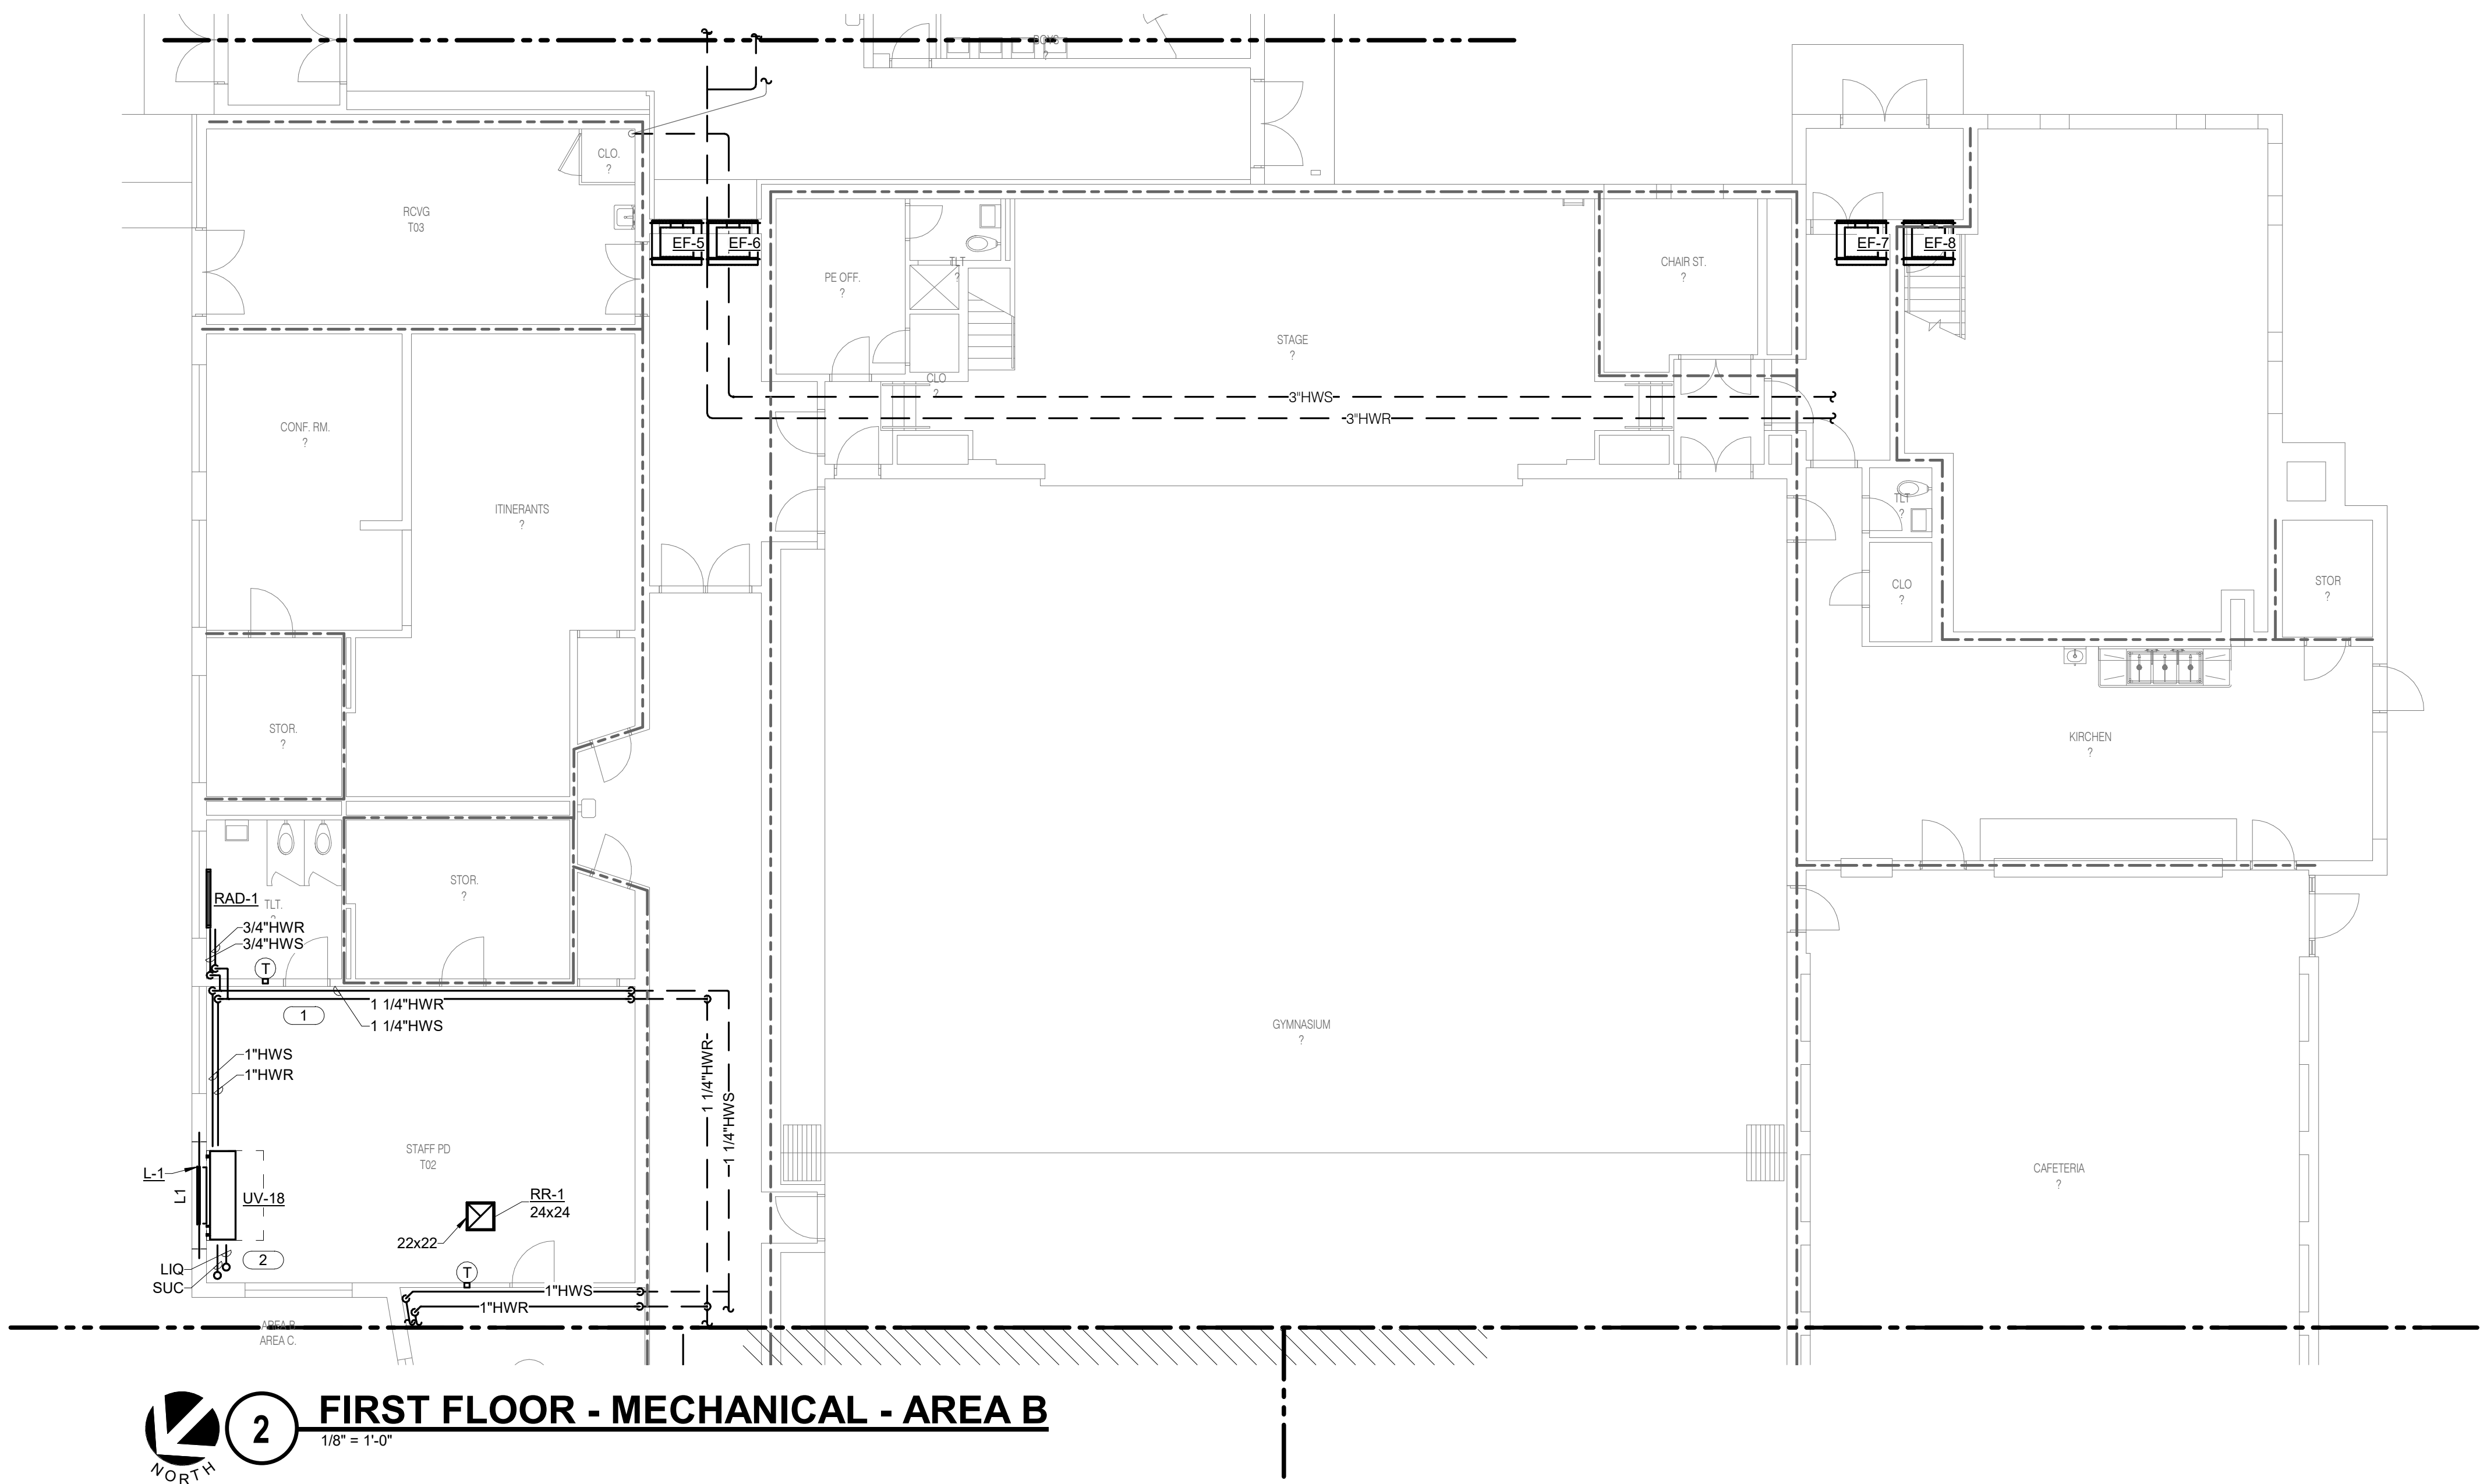 BOYS
?
CLO.
?
RCVG
T03
EF-5
EF-6
EF-7
EF-8
TLT
?
PE OFF.
?
CHAIR ST.
?
STAGE
?
CLO
?
3"HWS
3"HWR
CONF. RM.
?
ITINERANTS
?
TLT
?
CLO
?
STOR
?
STOR.
?
KIRCHEN
?
STOR.
?
RAD-1
TLT.
?
3/4"HWR
3/4"HWS
T
1 1/4"HWR
1
1 1/4"HWS
1"HWS
1"HWR
1 1/4"HWR
1 1/4"HWS
GYMNASIUM
?
STAFF PD
T02
CAFETERIA
?
L-1
L1
UV-18
RR-1
24x24
22x22
LIQ
SUC
2
T
1"HWS
1"HWR
AREA B
AREA C.
NORTH
2
FIRST FLOOR - MECHANICAL - AREA B
1/8" = 1'-0"